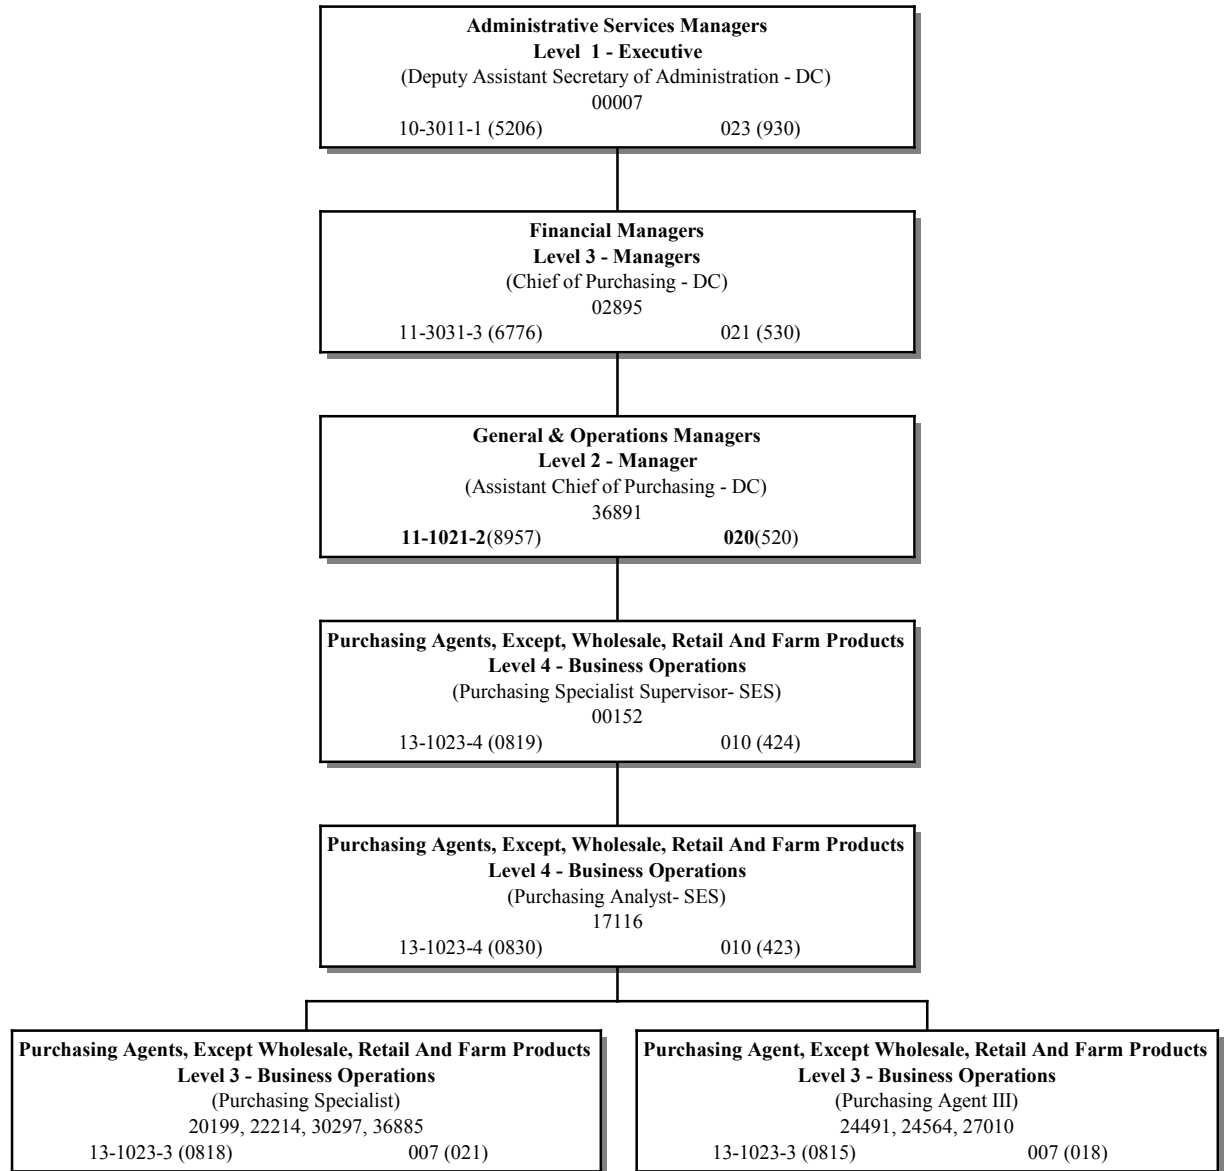 Administrative Services Managers
Level 1 - Executive
(Deputy Assistant Secretary of Administration - DC)
00007
10-3011-1 (5206) 023 (930)
Financial Managers
Level 3 - Managers
(Chief of Purchasing - DC)
02895
11-3031-3 (6776) 021 (530)
General & Operations Managers
Level 2 - Manager
(Assistant Chief of Purchasing - DC)
36891
11-1021-2(8957) 020(520)
Purchasing Agents, Except, Wholesale, Retail And Farm Products
Level 4 - Business Operations
(Purchasing Specialist Supervisor- SES)
00152
13-1023-4 (0819) 010 (424)
Purchasing Agents, Except, Wholesale, Retail And Farm Products
Level 4 - Business Operations
(Purchasing Analyst- SES)
17116
13-1023-4 (0830) 010 (423)
Purchasing Agents, Except Wholesale, Retail And Farm Products
Level 3 - Business Operations
(Purchasing Specialist)
20199, 22214, 30297, 36885
13-1023-3 (0818) 007 (021)
Purchasing Agent, Except Wholesale, Retail And Farm Products
Level 3 - Business Operations
(Purchasing Agent III)
24491, 24564, 27010
13-1023-3 (0815) 007 (018)